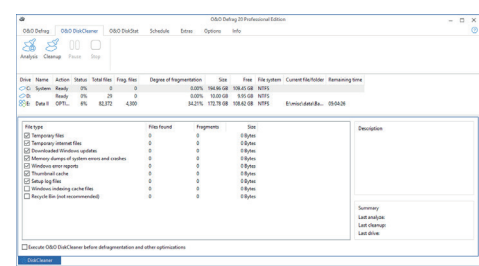 O&O Defrag 20 Professional Edition
O&O Defrag O&O DiskCleaner O&O DiskStat Schedule Extras Options Info
Analysis Cleanup Pause Stop
Drive Name Action Status Total files Frag. files Degree of fragmentation Size Free File system Current file/folder Remaining time
C: System Ready 0% 0 0 0.00% 194.96 GB 109.45 GB NTFS
D: Ready 0% 29 0 0.00% 10.00 GB 9.95 GB NTFS
E: Data II OPTI... 6% 82,372 4,300 34.21% 172.78 GB 108.62 GB NTFS E:\misc\data\Ba... 05:04:26
File type Files found Fragments Size
Temporary files 0 0 0 Bytes
Temporary internet files 0 0 0 Bytes
Downloaded Windows updates 0 0 0 Bytes
Memory dumps of system errors and crashes 0 0 0 Bytes
Windows error reports 0 0 0 Bytes
Thumbnail cache 0 0 0 Bytes
Setup log files 0 0 0 Bytes
Windows Indexing cache files 0 0 0 Bytes
Recycle Bin (not recommended) 0 0 0 Bytes
Description
Summary
Last analyze:
Last cleanup:
Last drive:
Execute O&O DiskCleaner before defragmentation and other optimizations
DiskCleaner